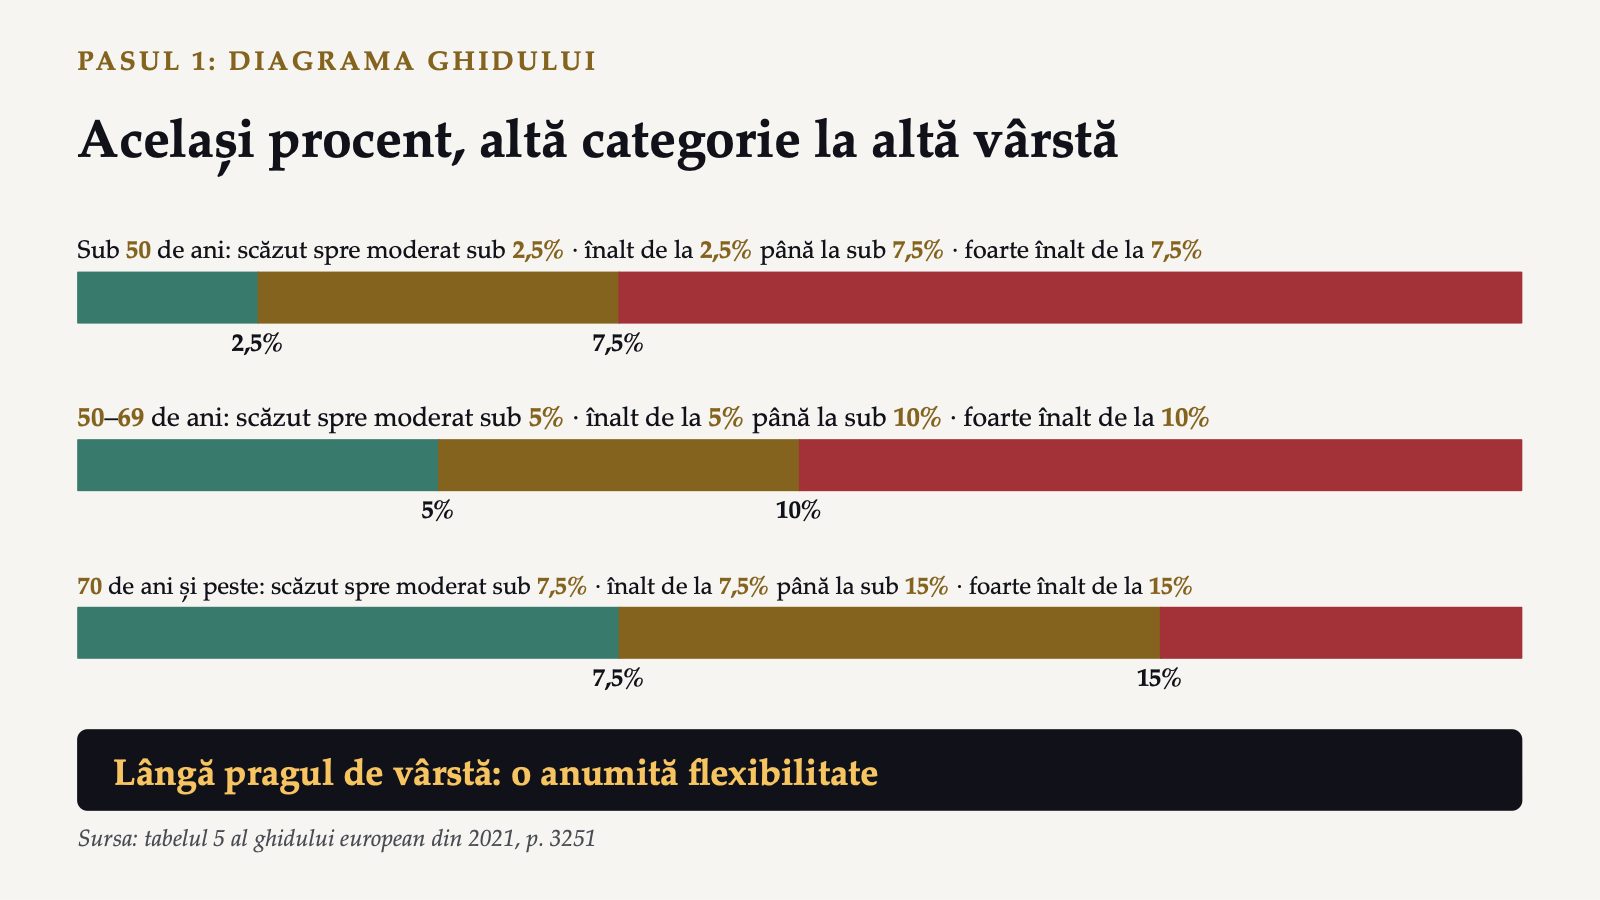 PASUL 1: DIAGRAMA GHIDULUI
Același procent, altă categorie la altă vârstă
Sub 50 de ani: scăzut spre moderat sub 2,5% · înalt de la 2,5% până la sub 7,5% · foarte înalt de la 7,5%
2,5% 7,5%
50–69 de ani: scăzut spre moderat sub 5% · înalt de la 5% până la sub 10% · foarte înalt de la 10%
5% 10%
70 de ani și peste: scăzut spre moderat sub 7,5% · înalt de la 7,5% până la sub 15% · foarte înalt de la 15%
7,5% 15%
Lângă pragul de vârstă: o anumită flexibilitate
Sursa: tabelul 5 al ghidului european din 2021, p. 3251